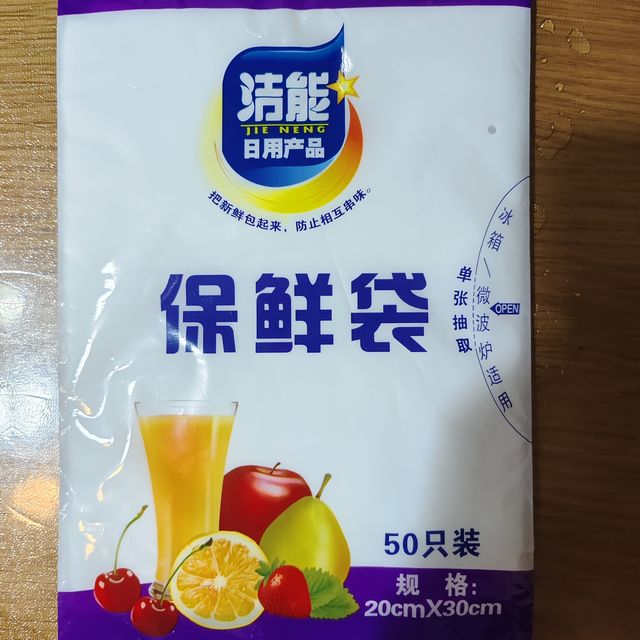 洁能
JIE NENG
日用产品
把新鲜包起来，防止相互串味。
保鲜袋
冰箱—微波炉适用
单张抽取
OPEN
50只装
规 格:
20cmX30cm